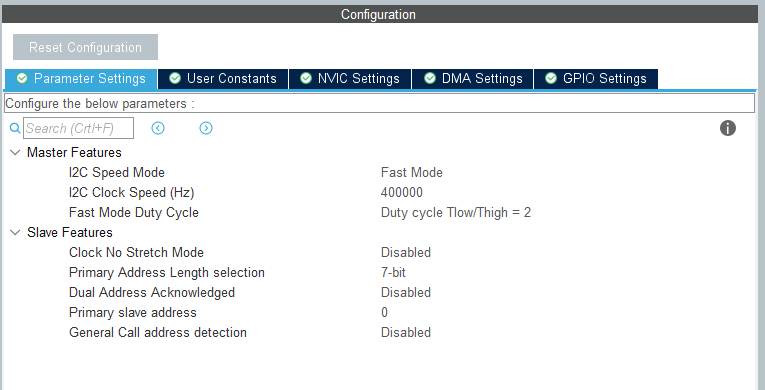 Configuration
Reset Configuration
Parameter Settings User Constants NVIC Settings DMA Settings GPIO Settings
Configure the below parameters :
Search (Crtl+F)
Master Features
I2C Speed Mode Fast Mode
I2C Clock Speed (Hz) 400000
Fast Mode Duty Cycle Duty cycle Tlow/Thigh = 2
Slave Features
Clock No Stretch Mode Disabled
Primary Address Length selection 7-bit
Dual Address Acknowledged Disabled
Primary slave address 0
General Call address detection Disabled